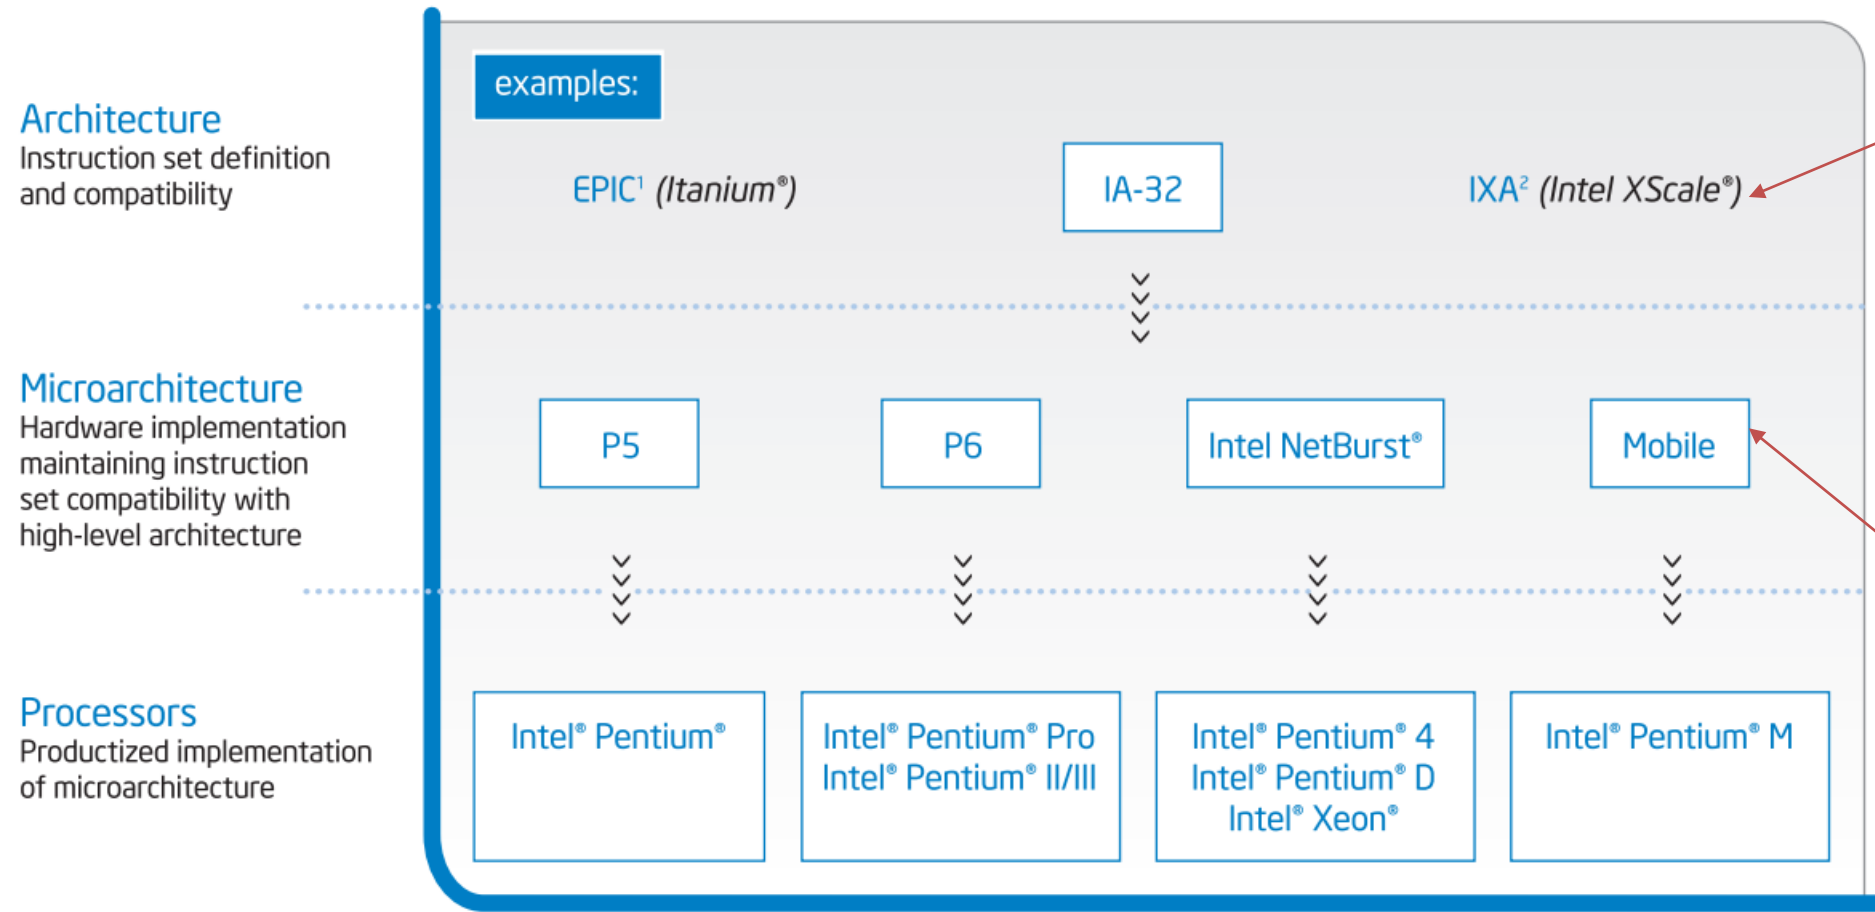 examples:
Architecture
Instruction set definition
and compatibility
EPIC¹ (Itanium®)
IA-32
IXA² (Intel XScale®)
Microarchitecture
Hardware implementation
maintaining instruction
set compatibility with
high-level architecture
P5
P6
Intel NetBurst®
Mobile
Processors
Productized implementation
of microarchitecture
Intel® Pentium®
Intel® Pentium® Pro
Intel® Pentium® II/III
Intel® Pentium® 4
Intel® Pentium® D
Intel® Xeon®
Intel® Pentium® M